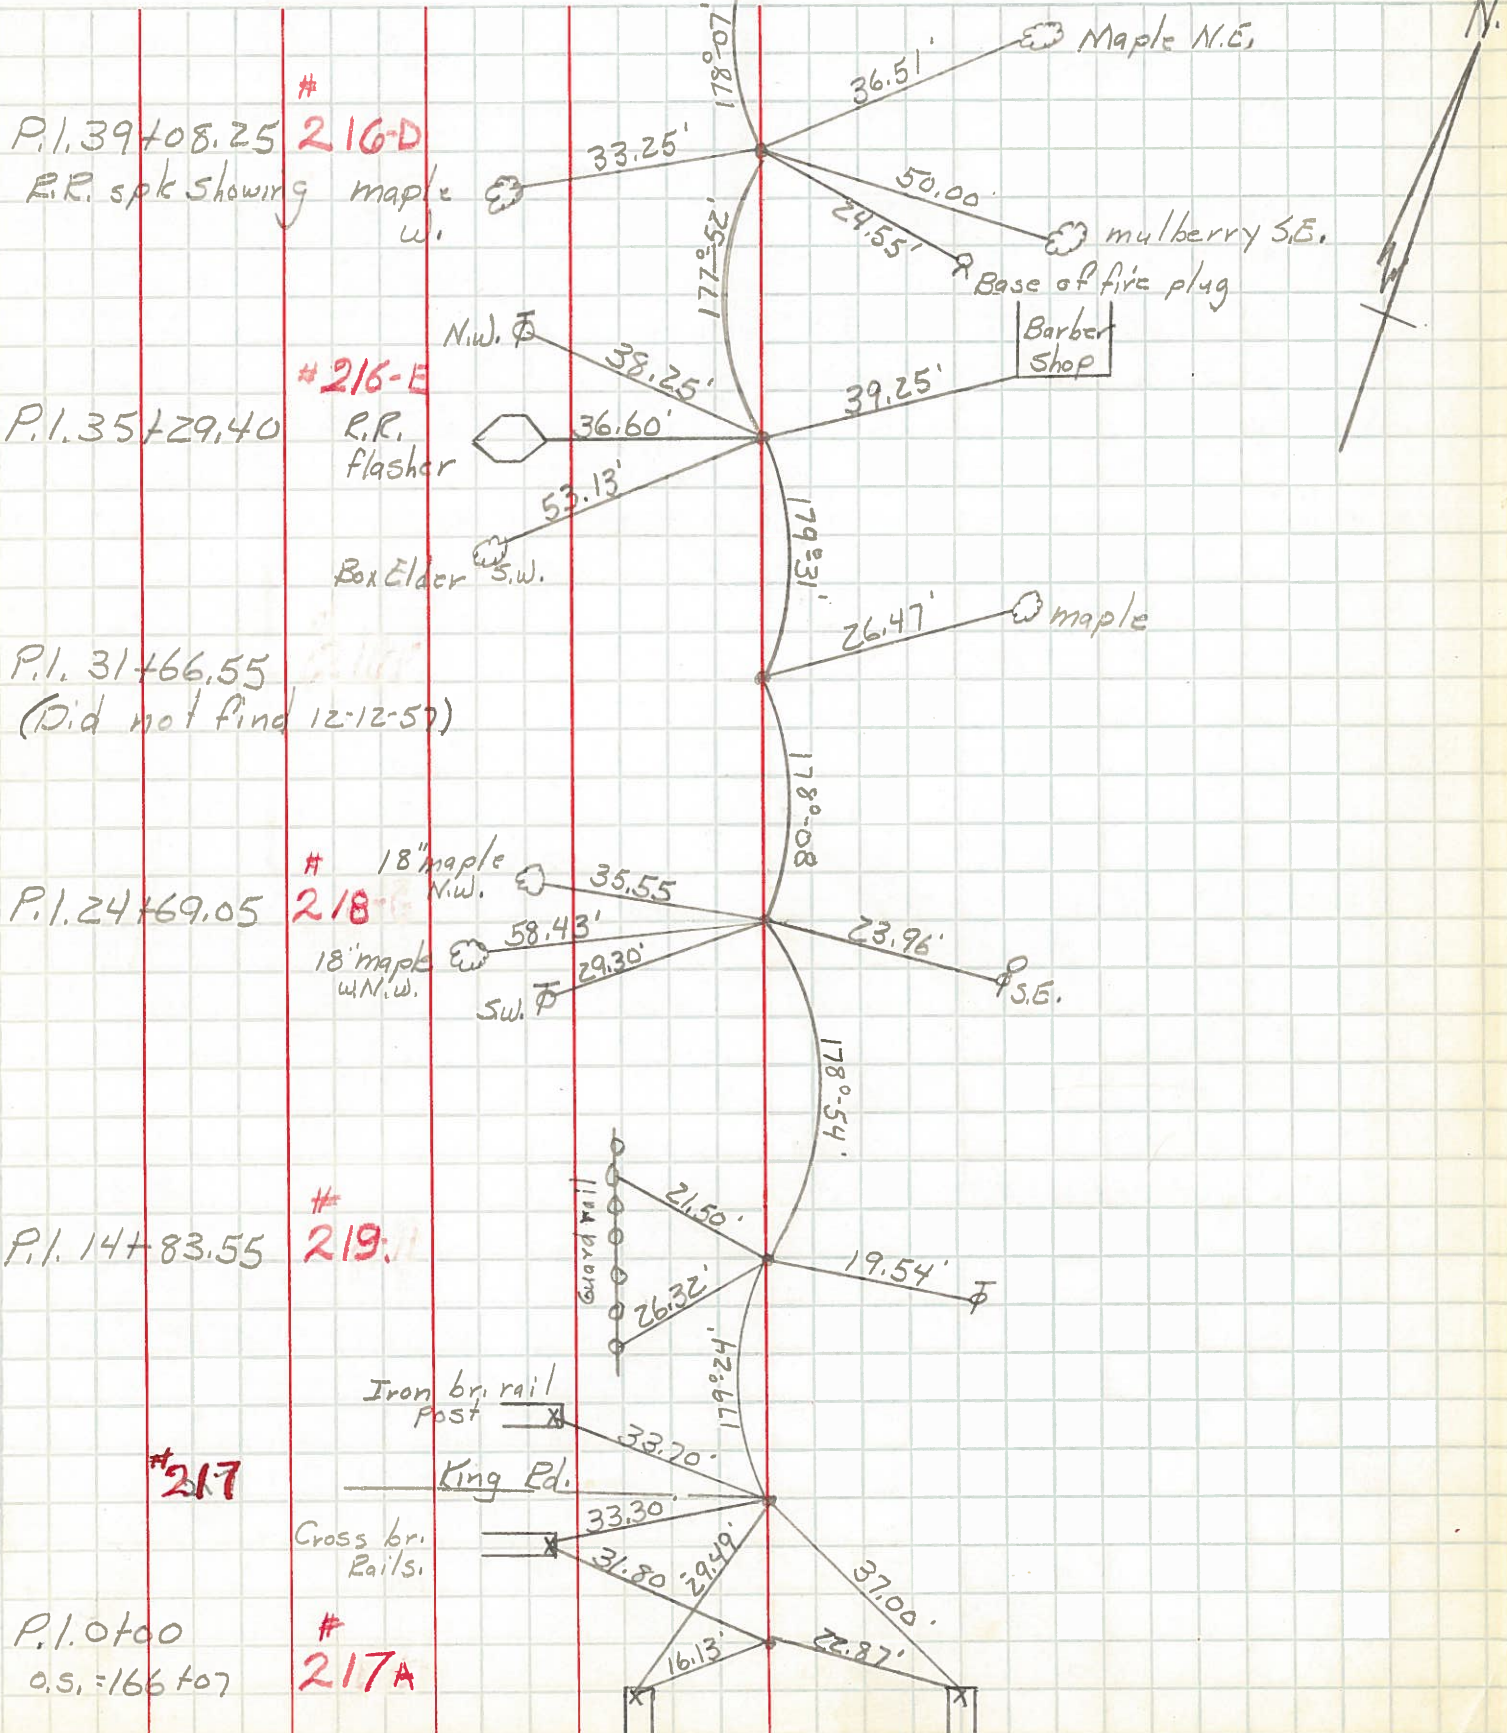 N.
178°-07'
36.51'
Maple N.E.
#
P.I. 39+08.25 216-D
33.25'
R.R. spk Showing maple
W.
50.00'
24.55'
mulberry S.E.
Base of fire plug
177°-52'
N.W.
38.25'
Barber
Shop
#216-E
39.25'
P.I. 35+29.40 R.R.
flasher
36.60'
53.13'
Box Elder S.W.
179°-31'
26.47'
maple
P.I. 31+66.55
(Did not find 12-12-57)
178°-08
#
18" maple
N.W.
35.55
P.I. 24+69.05 218
58.43'
23.96'
18" maple
W.N.W.
29.30'
S.W.
S.E.
178°-54'
Guard rail
21.50'
#
P.I. 14+83.55 219.
19.54'
26.32'
Iron br. rail
post
33.70'
#217
King Rd.
33.30'
Cross br.
Rails.
31.80'
29.49'
37.00'
P.I. 0+00
#
O.S. = 166+07 217A
16.13'
22.87'